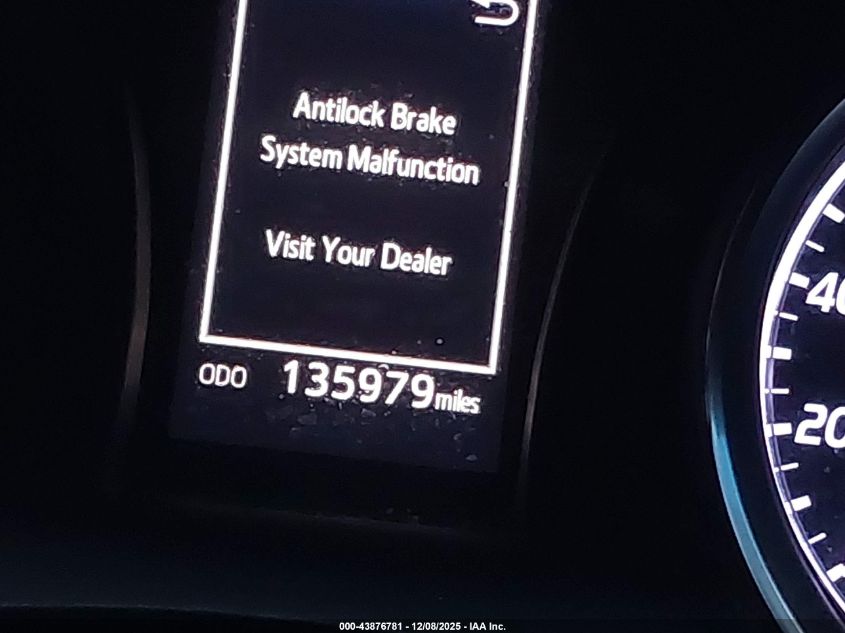 Antilock Brake
System Malfunction
Visit Your Dealer
ODO 135979 miles
40
20
000-43876781 - 12/08/2025 - IAA Inc.